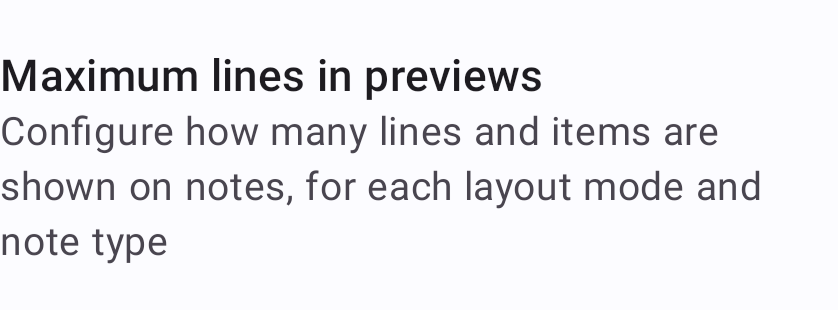 Maximum lines in previews
Configure how many lines and items are
shown on notes, for each layout mode and
note type